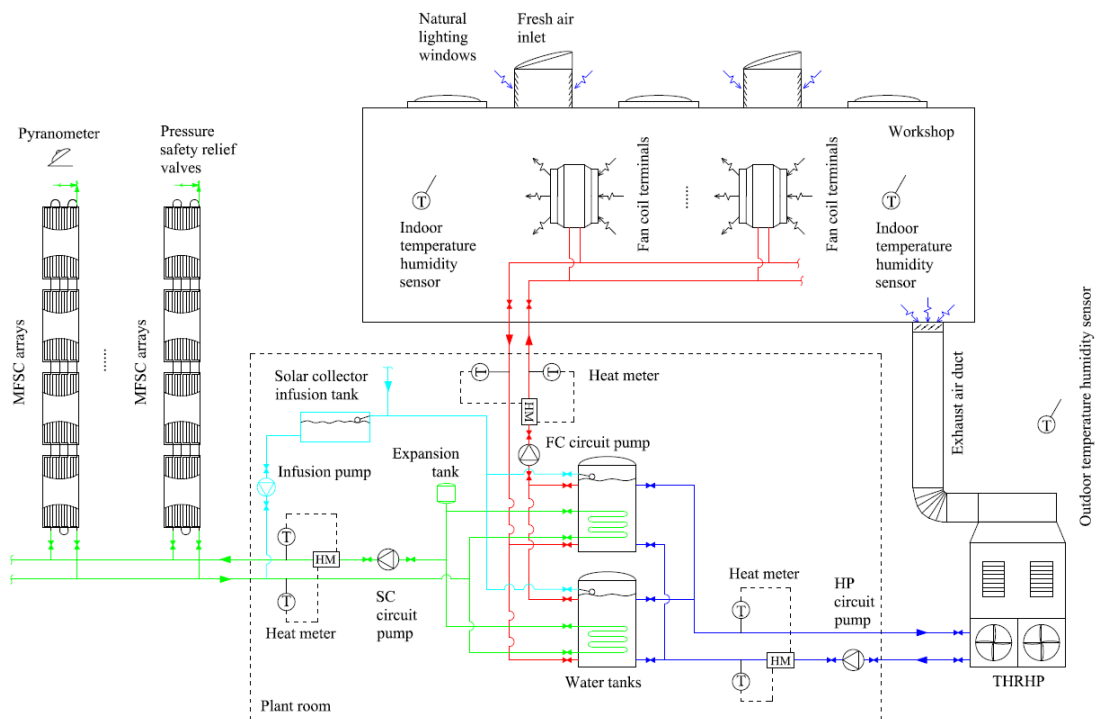 Natural
lighting
windows
Fresh air
inlet
Pyranometer
Pressure
safety relief
valves
Workshop
T
Indoor
temperature
humidity
sensor
Fan coil terminals
Fan coil terminals
T
Indoor
temperature
humidity
sensor
MFSC arrays
MFSC arrays
Exhaust air duct
T
Outdoor temperature humidity sensor
Solar collector
infusion tank
T
T
Heat meter
HM
FC circuit pump
Infusion pump
Expansion
tank
T
HM
T
Heat meter
SC
circuit
pump
Heat meter
T
HP
circuit
pump
T
HM
Water tanks
THRHP
Plant room